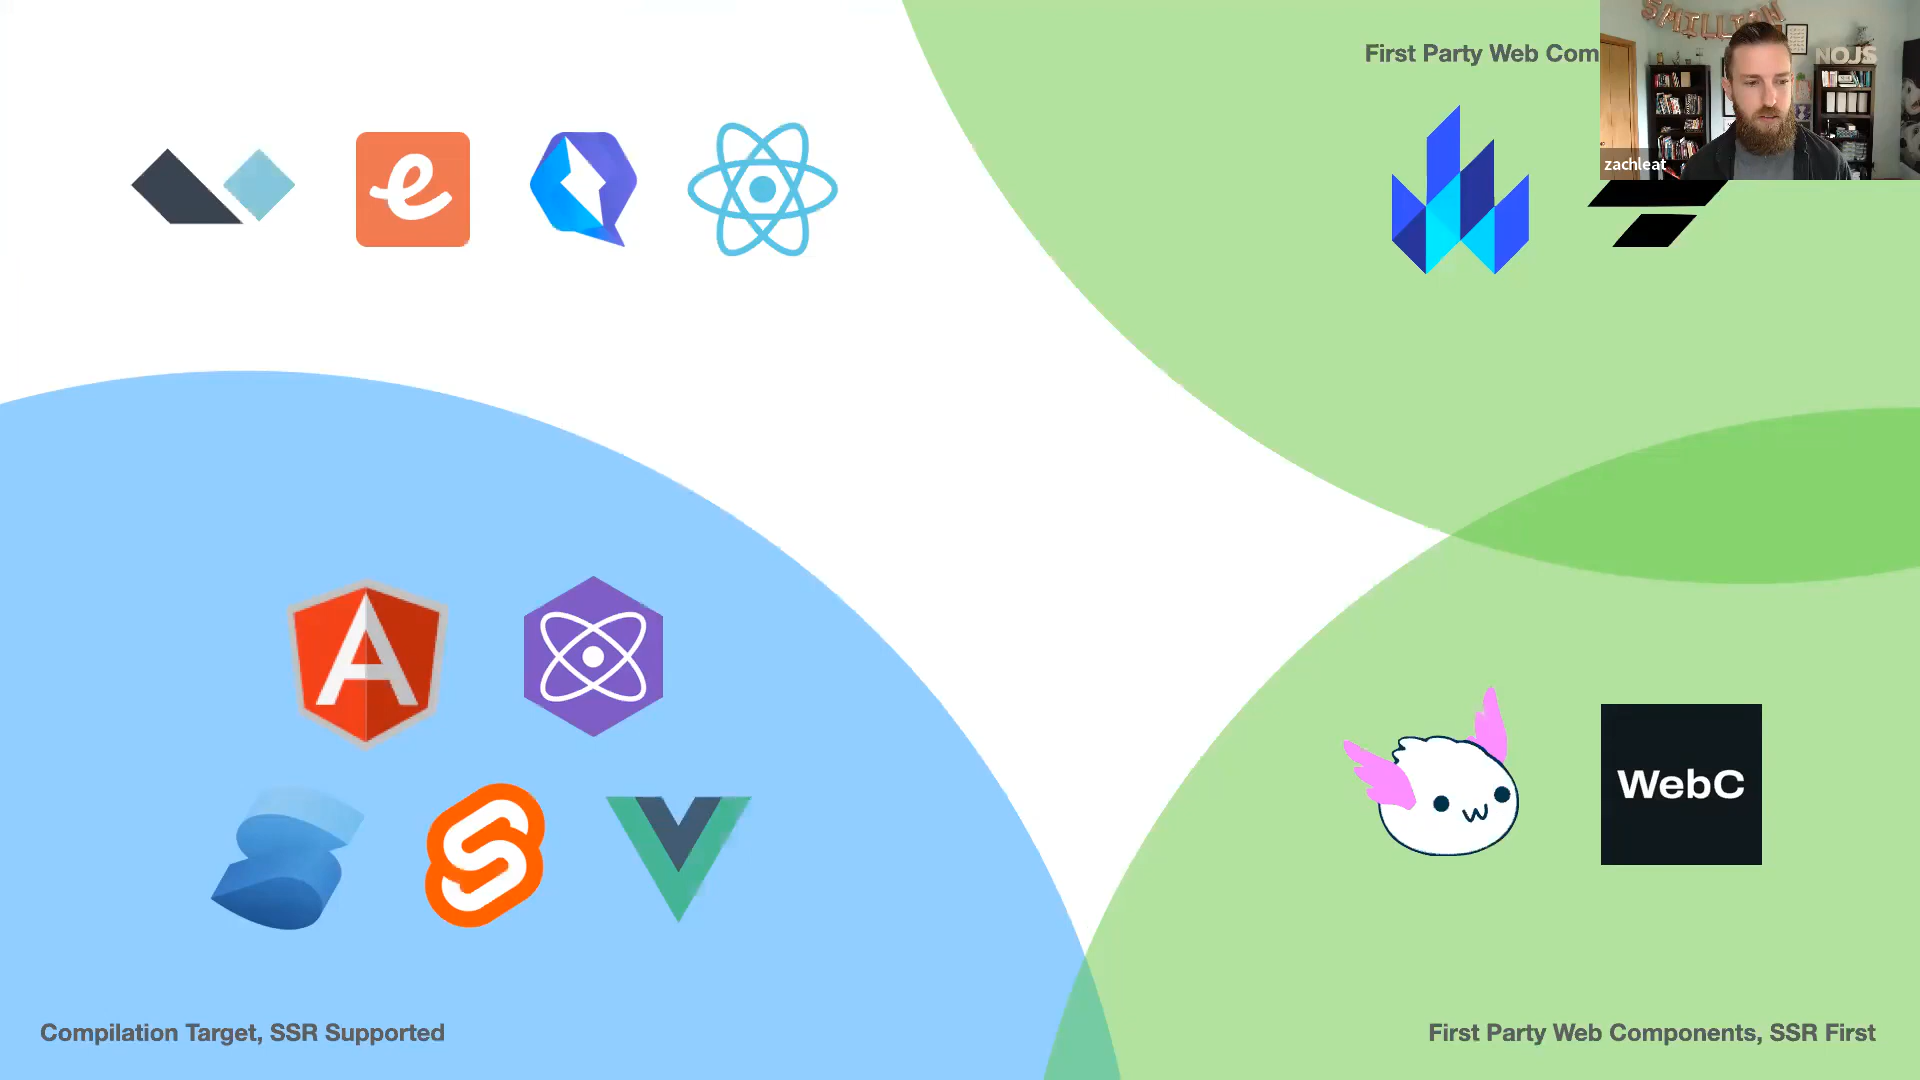 First Party Web Com
NOJS
zachleat
e
A
WebC
Compilation Target, SSR Supported
First Party Web Components, SSR First